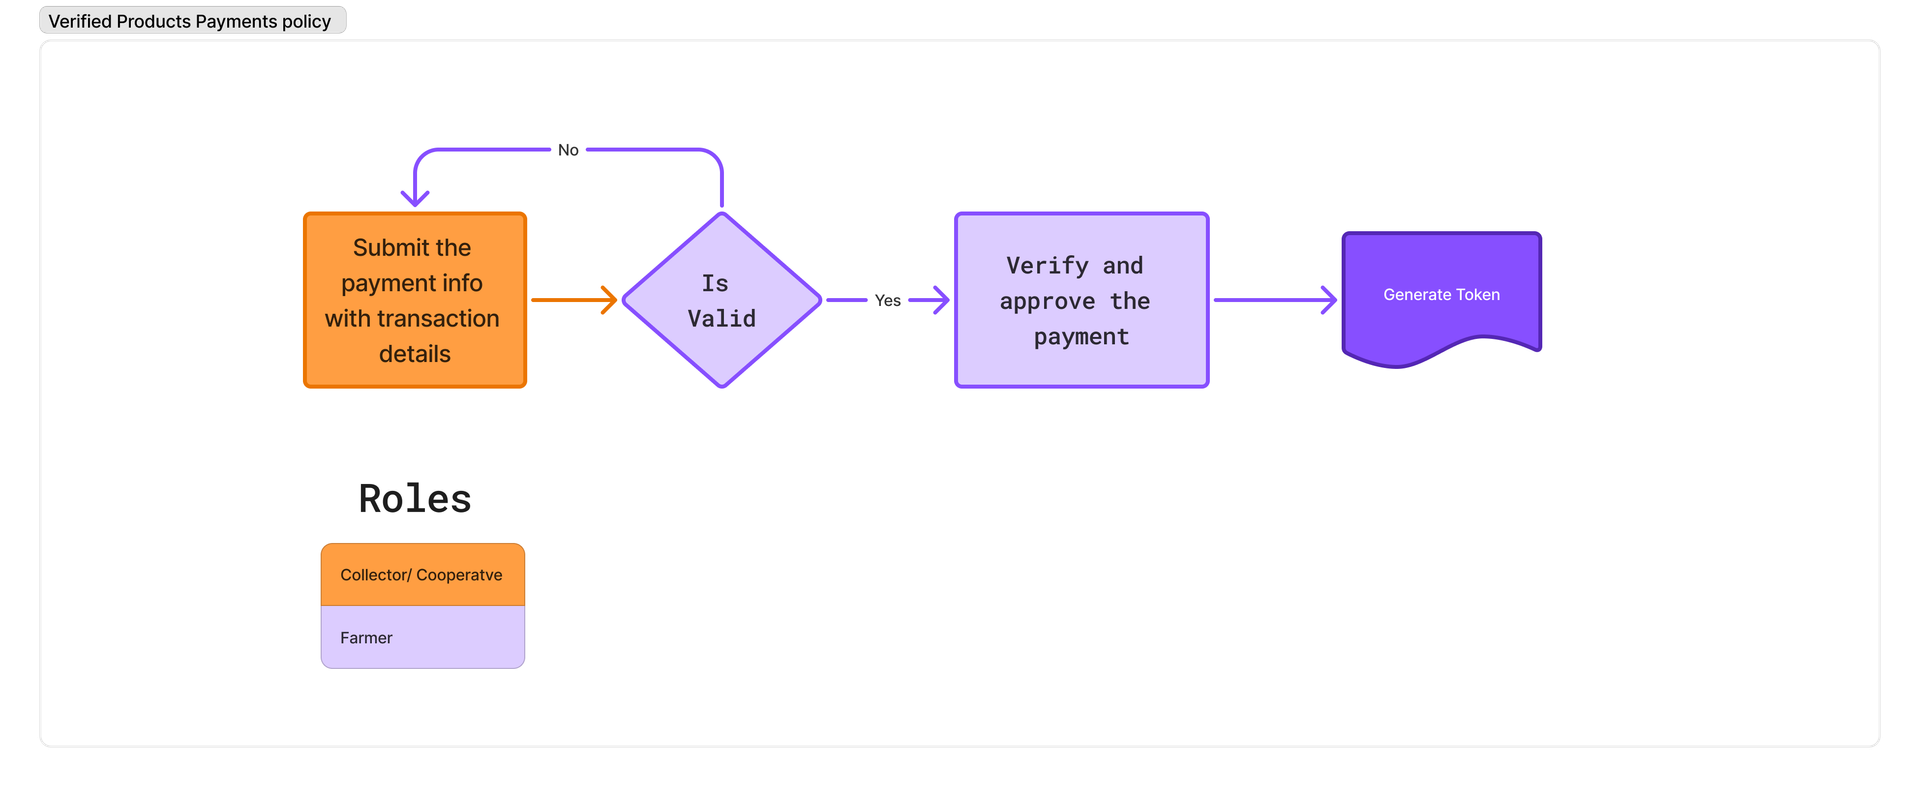 Verified Products Payments policy
No
Submit the
payment info
with transaction
details
Is
Valid
Yes
Verify and
approve the
payment
Generate Token
Roles
Collector/ Cooperatve
Farmer